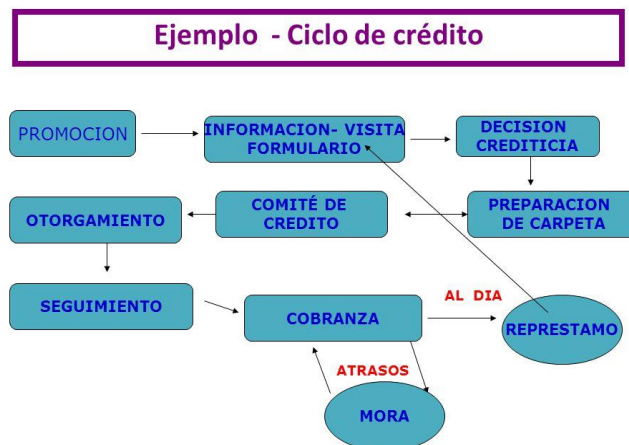 Ejemplo - Ciclo de crédito
PROMOCION
INFORMACION- VISITA
FORMULARIO
DECISION
CREDITICIA
OTORGAMIENTO
COMITÉ DE
CREDITO
PREPARACION
DE CARPETA
SEGUIMIENTO
COBRANZA
AL DIA
REPRESTAMO
ATRASOS
MORA